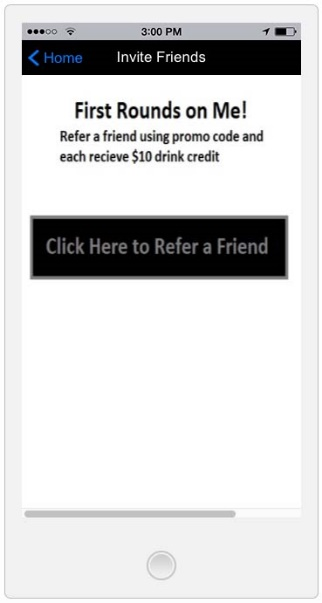 3:00 PM
Home
Invite Friends
First Rounds on Me!
Refer a friend using promo code and
each recieve $10 drink credit
Click Here to Refer a Friend